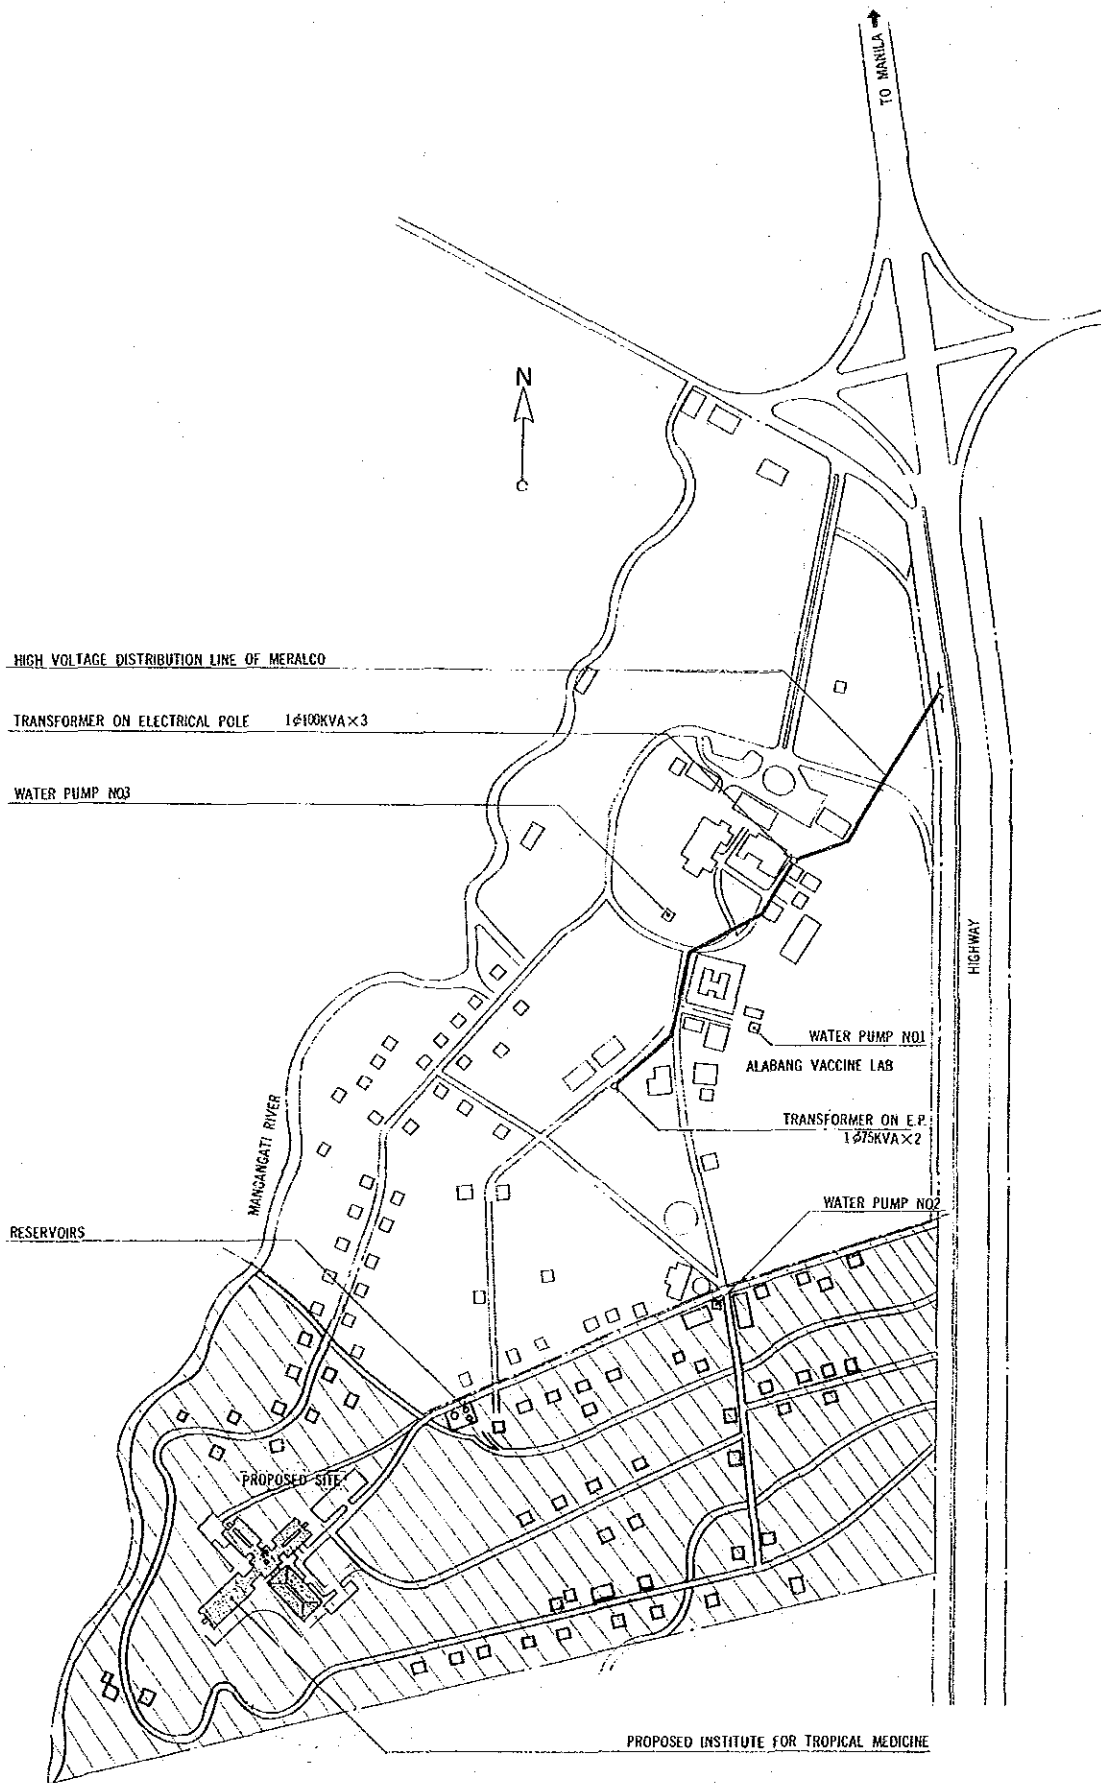 TO MANILA
N
HIGH VOLTAGE DISTRIBUTION LINE OF MERALCO
TRANSFORMER ON ELECTRICAL POLE 1ø100KVA×3
WATER PUMP NO3
HIGHWAY
WATER PUMP NO1
ALABANG VACCINE LAB
TRANSFORMER ON E.P.
1ø75KVA×2
MANGANGATI RIVER
WATER PUMP NO2
RESERVOIRS
PROPOSED SITE
PROPOSED INSTITUTE FOR TROPICAL MEDICINE